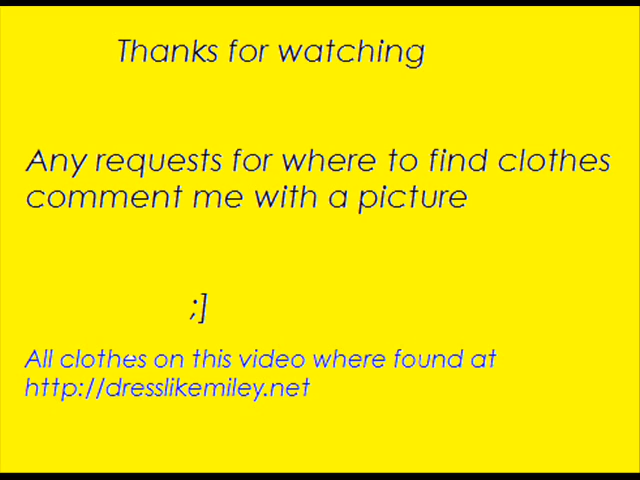 Thanks for watching
Any requests for where to find clothes
comment me with a picture
;]
All clothes on this video where found at
http://dresslikemiley.net